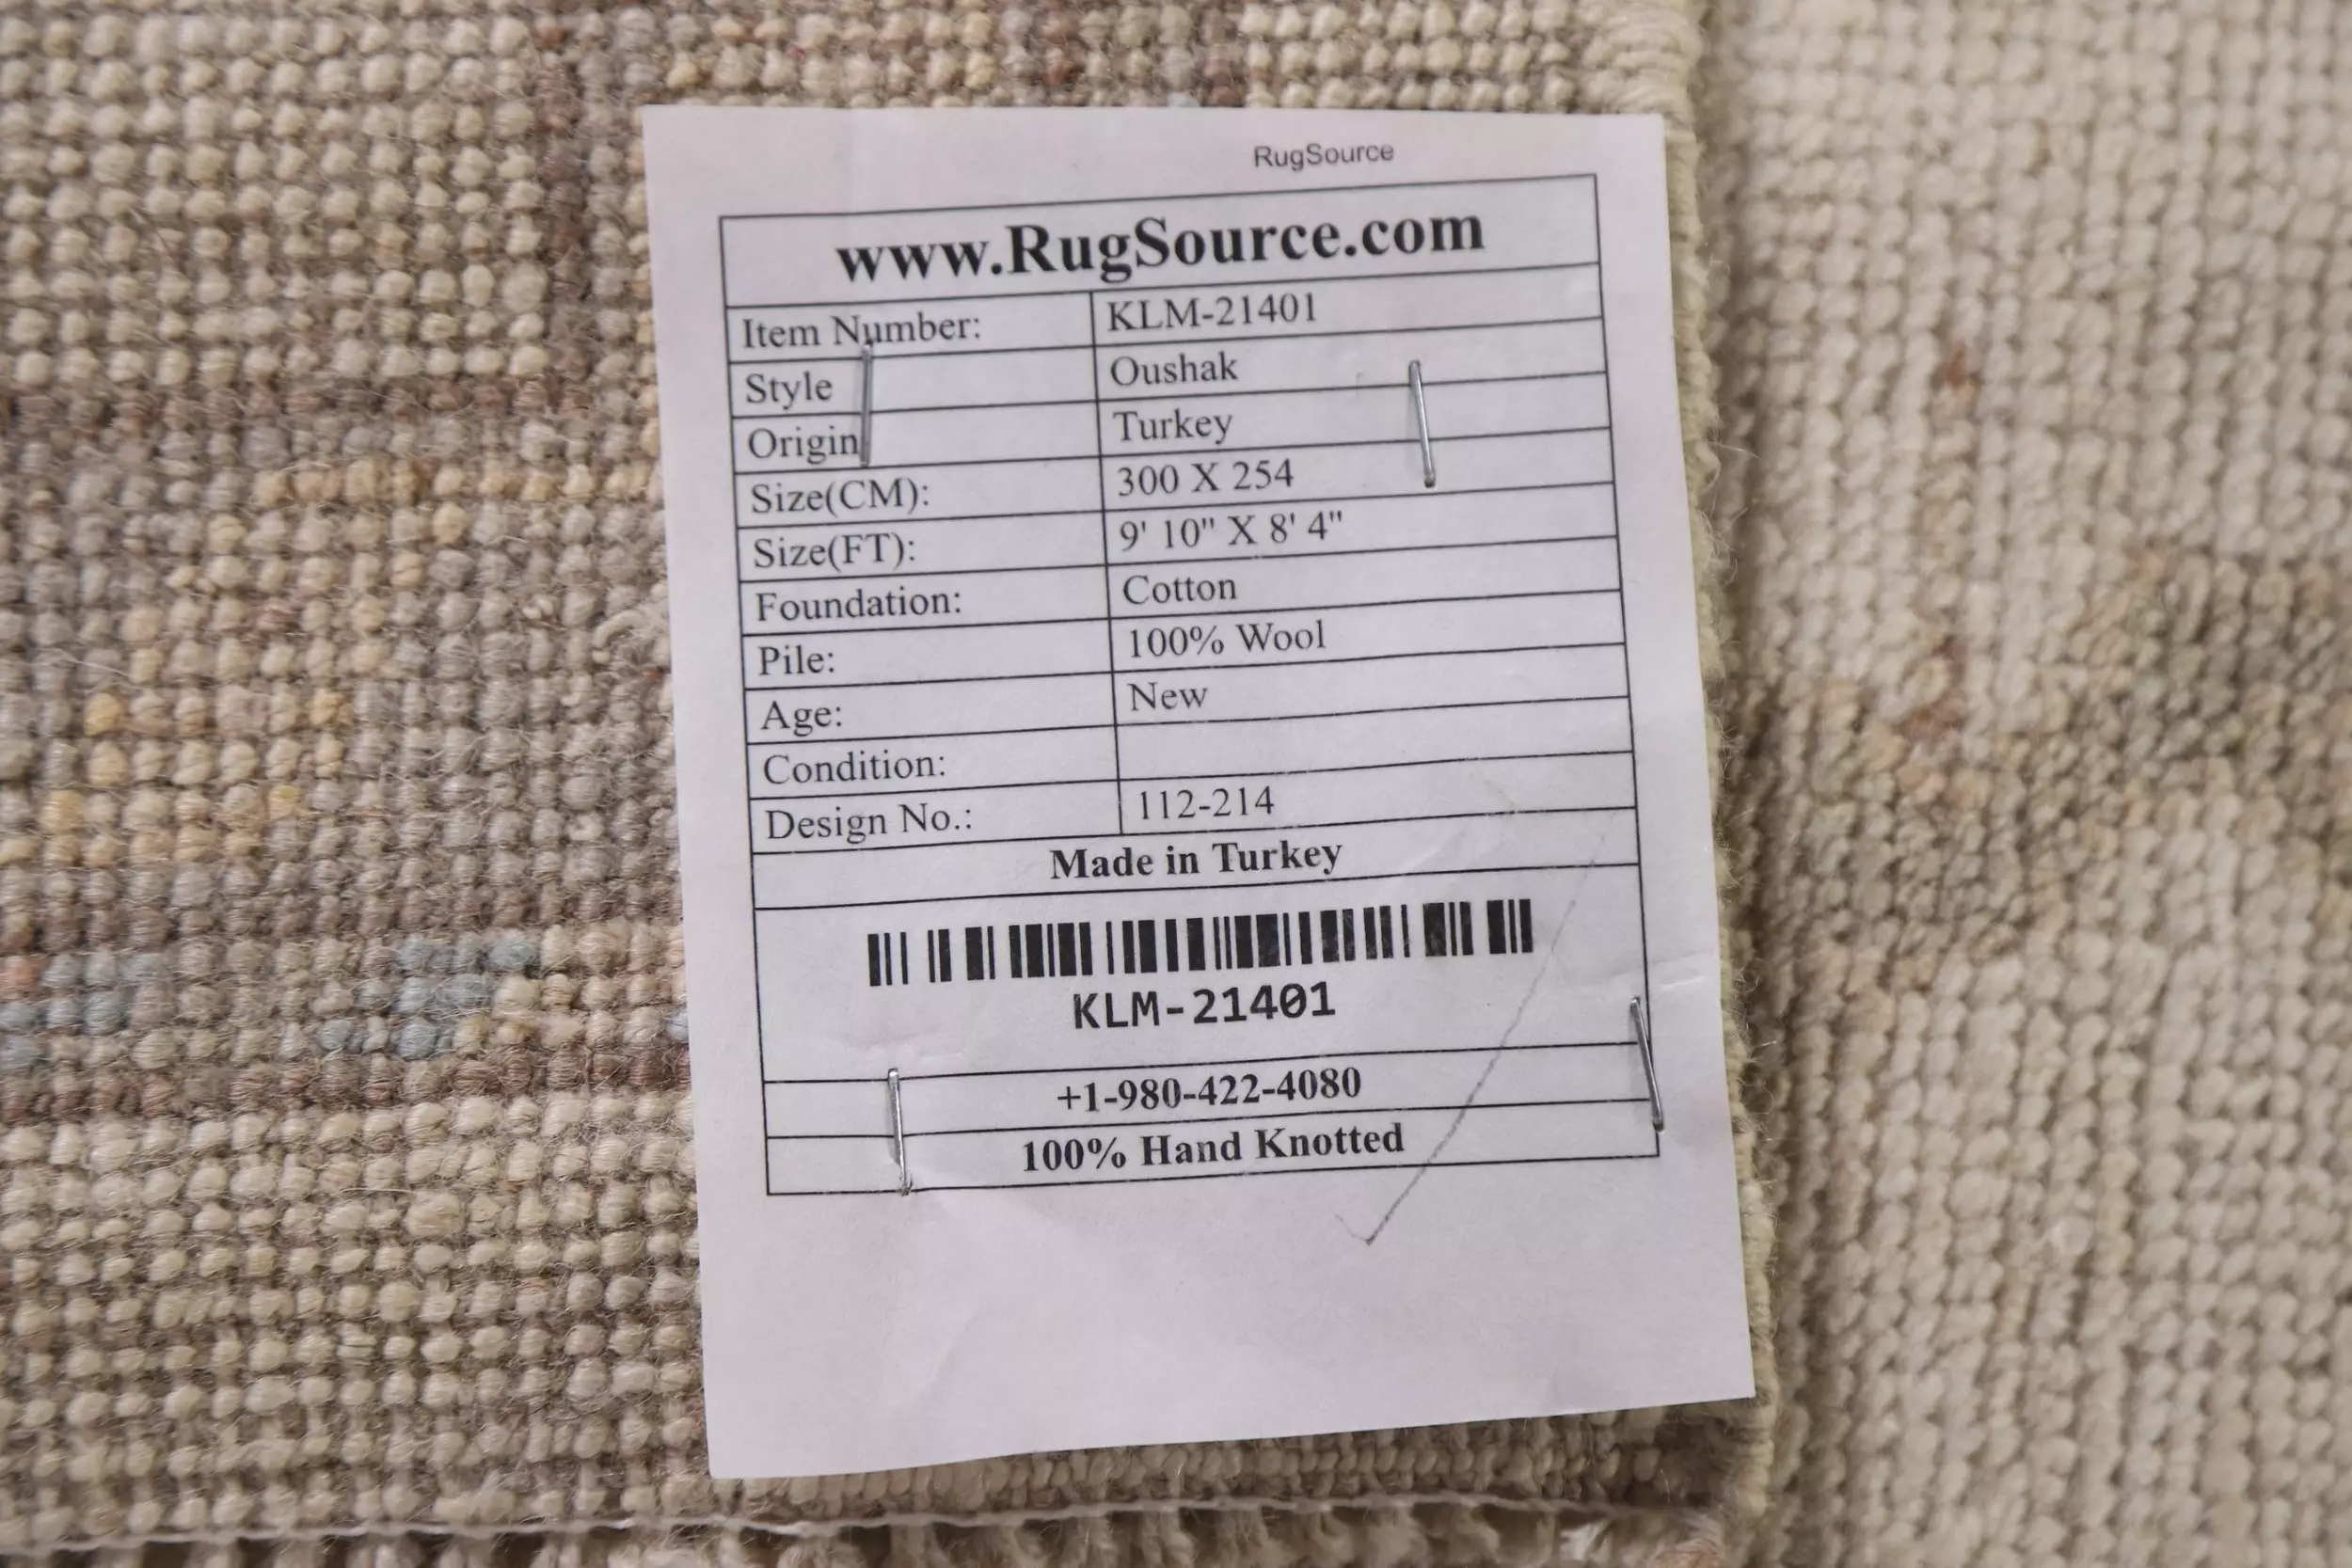 RugSource
www.RugSource.com
Item Number: KLM-21401
Style Oushak
Origin Turkey
Size(CM): 300 X 254
Size(FT): 9' 10" X 8' 4"
Foundation: Cotton
Pile: 100% Wool
Age: New
Condition:
Design No.: 112-214
Made in Turkey
KLM-21401
+1-980-422-4080
100% Hand Knotted